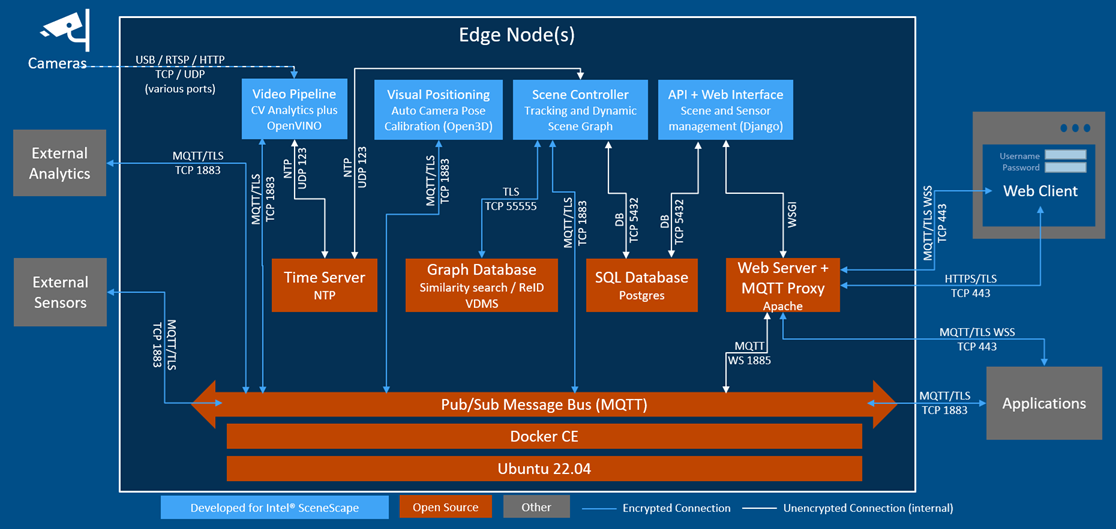 Edge Node(s)
Cameras
USB / RTSP / HTTP
TCP / UDP
(various ports)
Video Pipeline
CV Analytics plus
OpenVINO
Visual Positioning
Auto Camera Pose
Calibration (Open3D)
Scene Controller
Tracking and Dynamic
Scene Graph
API + Web Interface
Scene and Sensor
management (Django)
External
Analytics
MQTT/TLS
TCP 1883
MQTT/TLS
TCP 1883
NTP
UDP 123
NTP
UDP 123
MQTT/TLS
TCP 1883
TLS
TCP 55555
MQTT/TLS
TCP 1883
DB
TCP 5432
DB
TCP 5432
WSGI
MQTT/TLS WSS
TCP 443
Username
Password
Web Client
External
Sensors
Time Server
NTP
Graph Database
Similarity search / ReID
VDMS
SQL Database
Postgres
Web Server +
MQTT Proxy
Apache
HTTPS/TLS
TCP 443
MQTT/TLS
TCP 1883
MQTT
WS 1885
MQTT/TLS WSS
TCP 443
Pub/Sub Message Bus (MQTT)
MQTT/TLS
TCP 1883
Applications
Docker CE
Ubuntu 22.04
Developed for Intel® SceneScape
Open Source
Other
Encrypted Connection
Unencrypted Connection (internal)